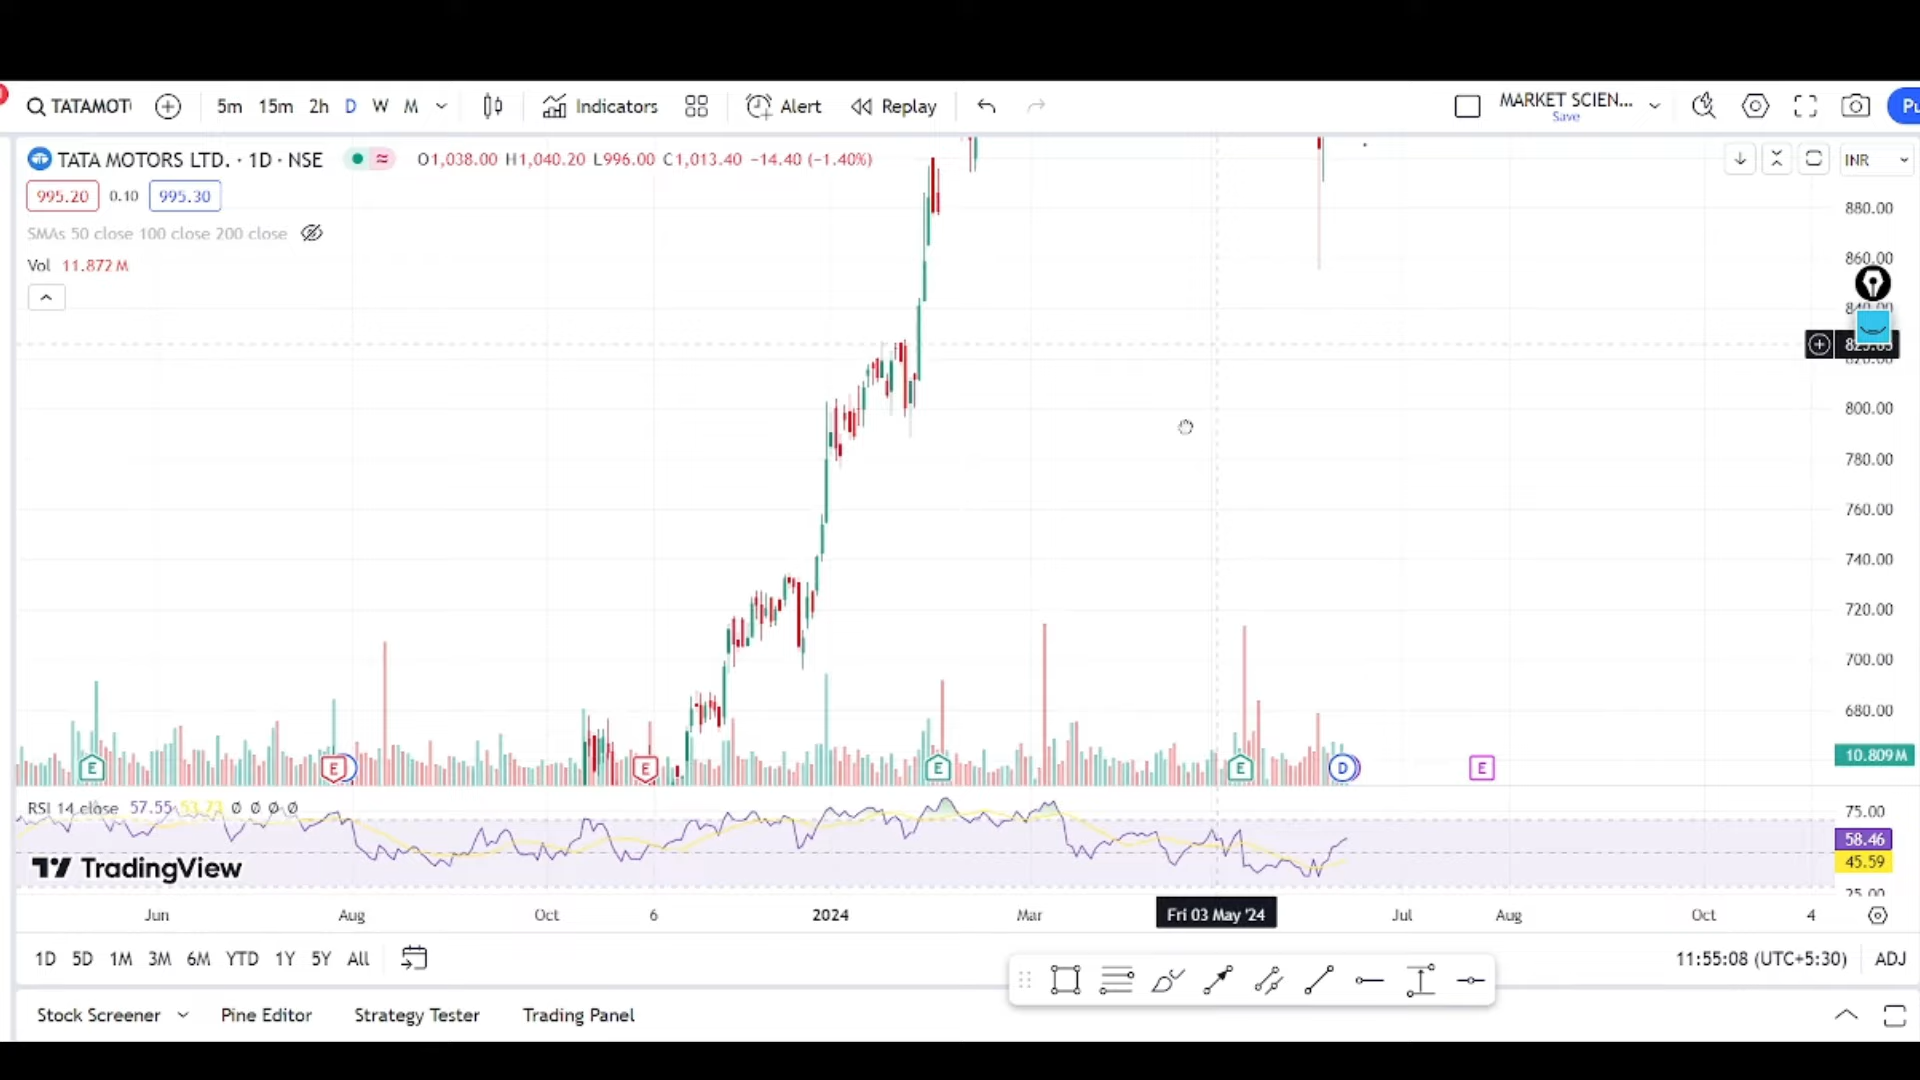 TATAMOT 5m 15m 2h D W M Indicators Alert Replay MARKET SCIEN... Save Pu
TATA MOTORS LTD. · 1D · NSE O1,038.00 H1,040.20 L996.00 C1,013.40 −14.40 (−1.40%) INR
995.20 0.10 995.30
SMAs 50 close 100 close 200 close
Vol 11.872 M
880.00
860.00
840.00
820.00
800.00
780.00
760.00
740.00
720.00
700.00
680.00
10.809 M
E E E E E D E
RSI 14 close 57.55 53.73 Ø Ø Ø Ø
75.00
58.46
45.59
25.00
TradingView
Jun Aug Oct 6 2024 Mar Fri 03 May '24 Jul Aug Oct 4
1D 5D 1M 3M 6M YTD 1Y 5Y All 11:55:08 (UTC+5:30) ADJ
Stock Screener Pine Editor Strategy Tester Trading Panel